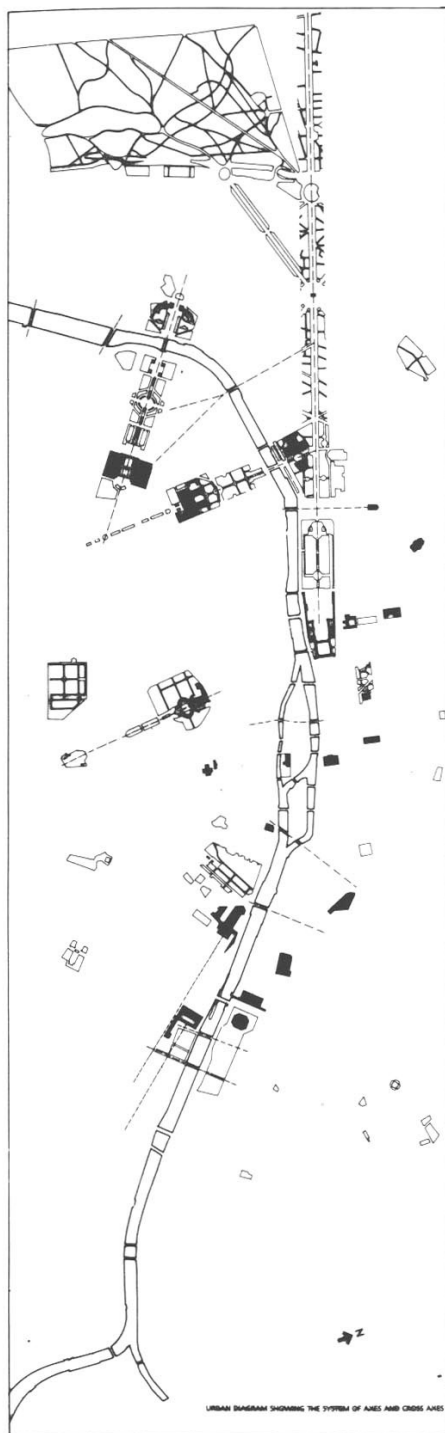 N
URBAN DIAGRAM SHOWING THE SYSTEM OF AXES AND CROSS AXES